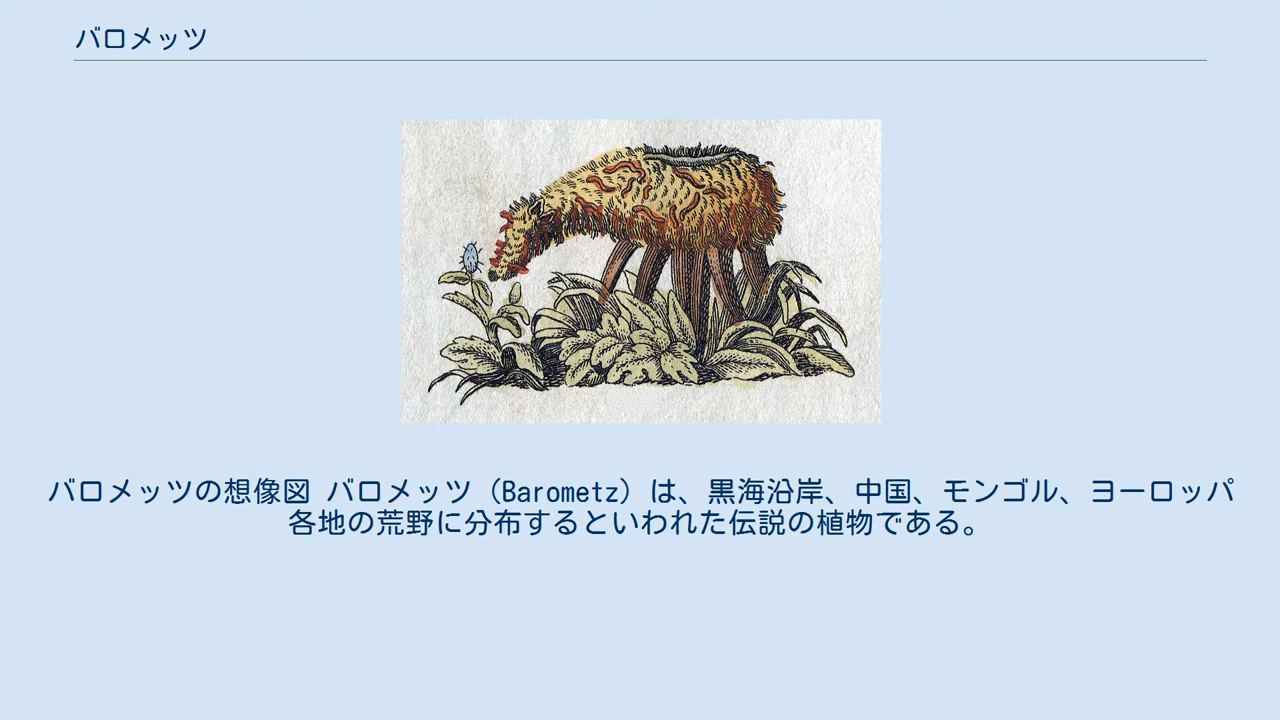 バロメッツ
バロメッツの想像図 バロメッツ（Barometz）は、黒海沿岸、中国、モンゴル、ヨーロッパ
各地の荒野に分布するといわれた伝説の植物である。